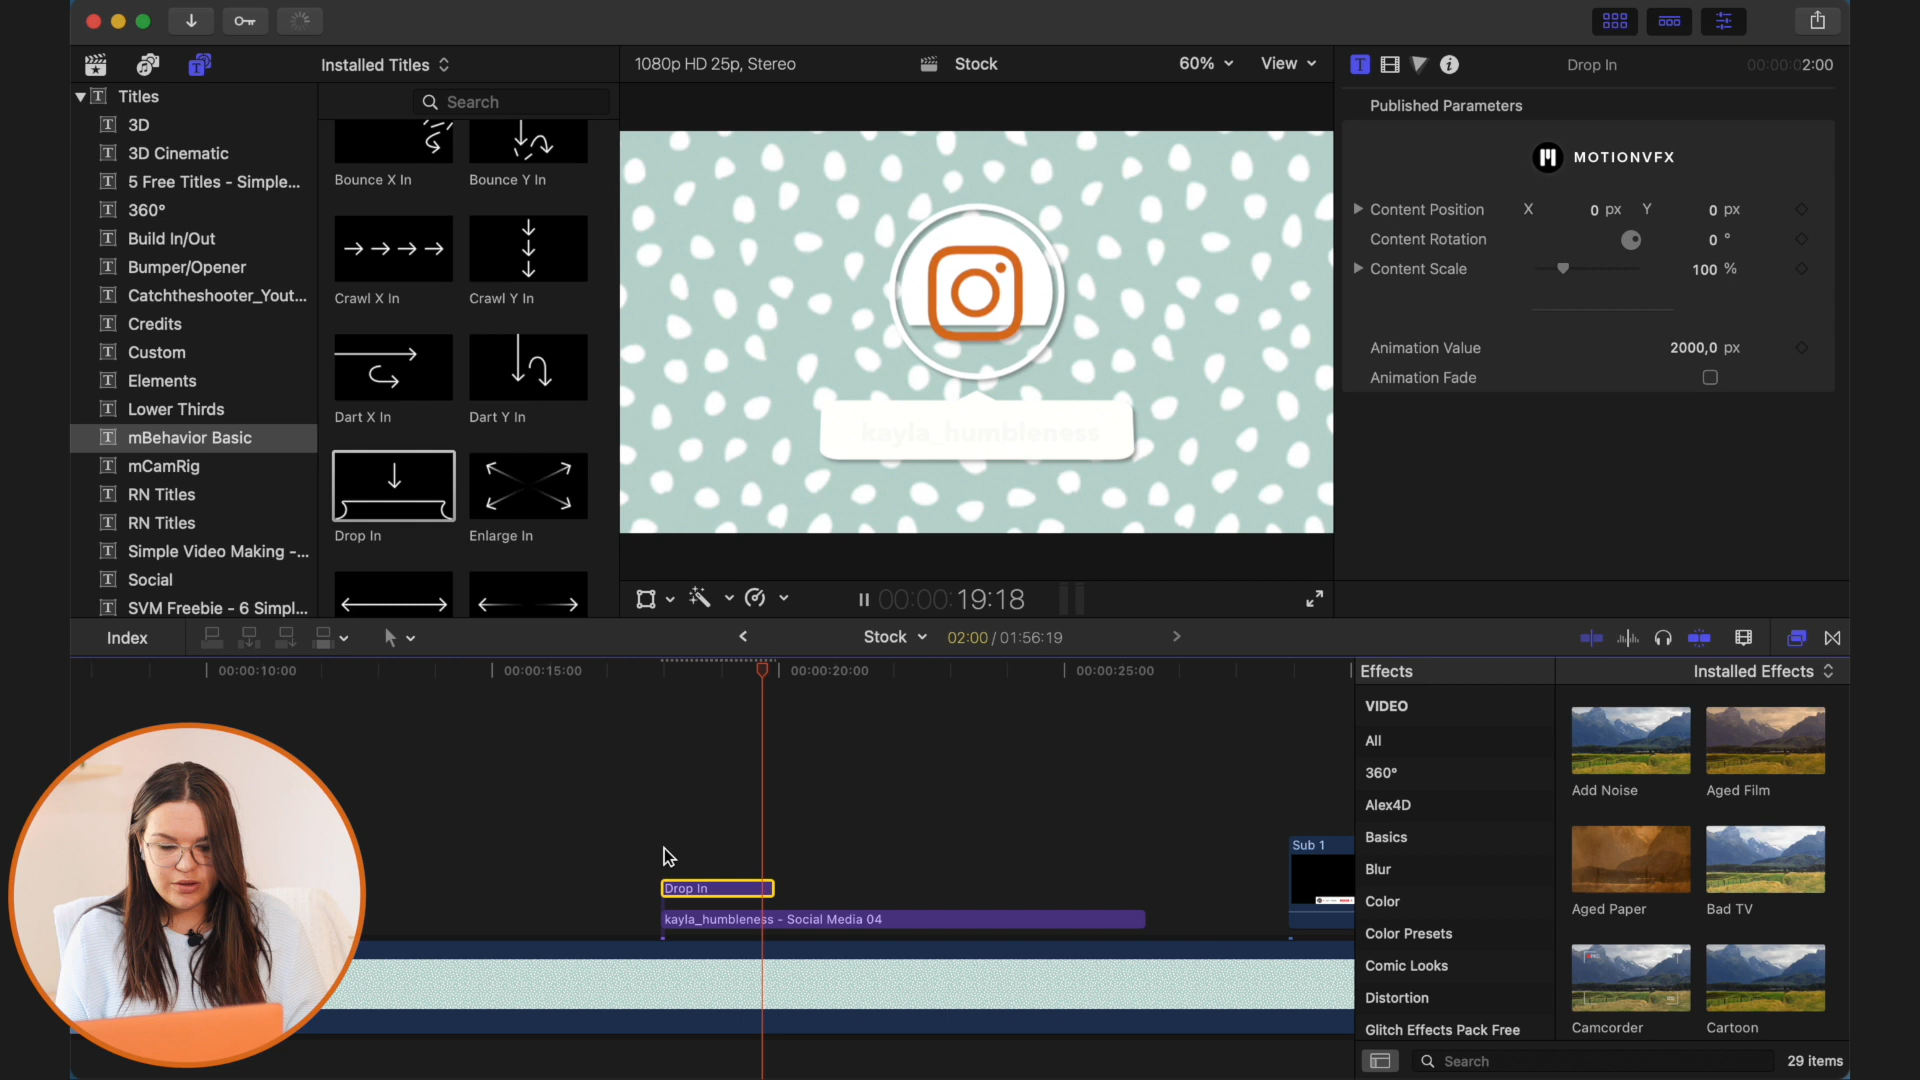 Installed Titles
1080p HD 25p, Stereo
Stock
60%
View
Drop In
00:00:02:00
Titles
Search
Published Parameters
3D
3D Cinematic
5 Free Titles - Simple...
360°
Build In/Out
Bumper/Opener
Catchtheshooter_Yout...
Credits
Custom
Elements
Lower Thirds
mBehavior Basic
mCamRig
RN Titles
RN Titles
Simple Video Making -...
Social
SVM Freebie - 6 Simpl...
Bounce X In
Bounce Y In
Crawl X In
Crawl Y In
Dart X In
Dart Y In
Drop In
Enlarge In
kayla_humbleness
MOTIONVFX
Content Position X 0 px Y 0 px
Content Rotation 0 °
Content Scale 100 %
Animation Value 2000,0 px
Animation Fade
00:00:19:18
Index
Stock
02:00 / 01:56:19
00:00:10:00
00:00:15:00
00:00:20:00
00:00:25:00
Drop In
kayla_humbleness - Social Media 04
Sub 1
Effects
Installed Effects
VIDEO
All
360°
Alex4D
Basics
Blur
Color
Color Presets
Comic Looks
Distortion
Glitch Effects Pack Free
Add Noise
Aged Film
Aged Paper
Bad TV
Camcorder
Cartoon
Search
29 items